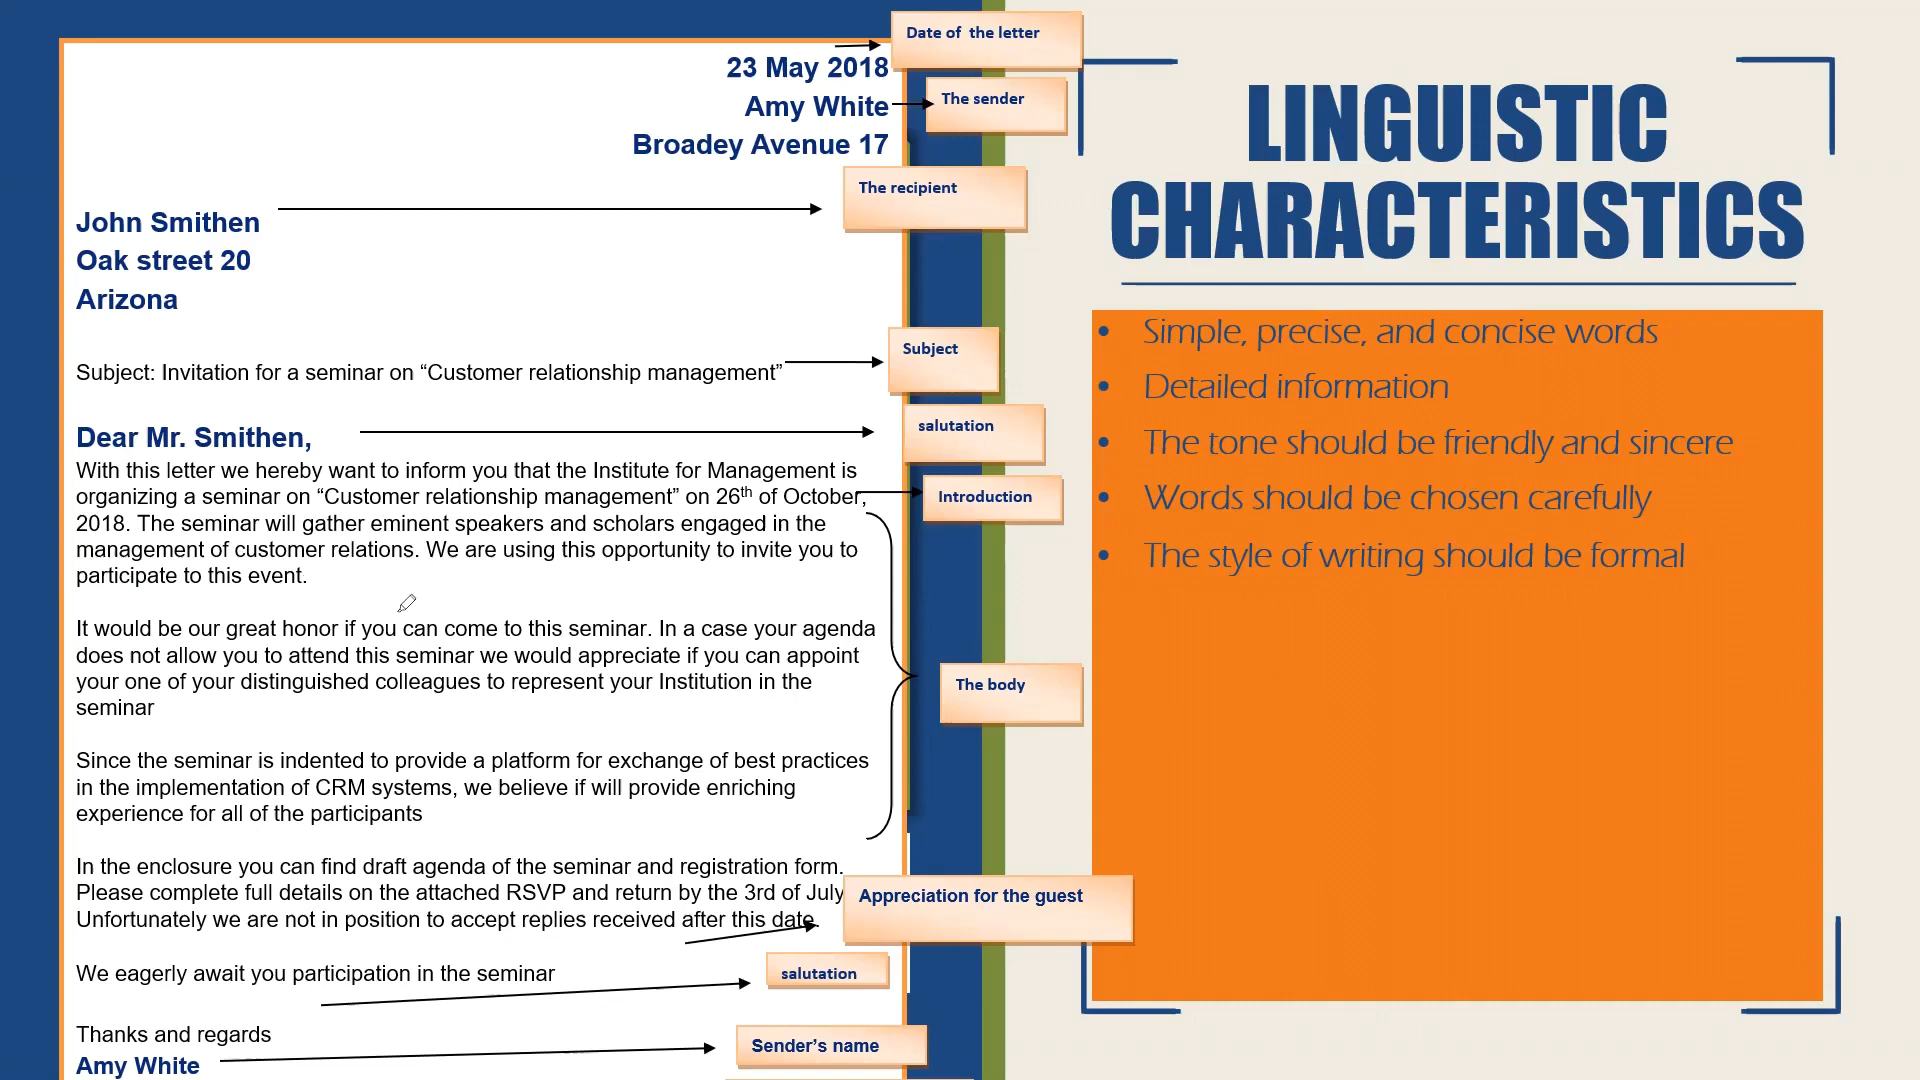 Date of  the letter
23 May 2018
Amy White
The sender
Broadey Avenue 17
The recipient
John Smithen
Oak street 20
Arizona
Subject
Subject: Invitation for a seminar on “Customer relationship management”
salutation
Dear Mr. Smithen,
With this letter we hereby want to inform you that the Institute for Management is
organizing a seminar on “Customer relationship management” on 26th of October,
Introduction
2018. The seminar will gather eminent speakers and scholars engaged in the
management of customer relations. We are using this opportunity to invite you to
participate to this event.
It would be our great honor if you can come to this seminar. In a case your agenda
does not allow you to attend this seminar we would appreciate if you can appoint
your one of your distinguished colleagues to represent your Institution in the
seminar
The body
Since the seminar is indented to provide a platform for exchange of best practices
in the implementation of CRM systems, we believe if will provide enriching
experience for all of the participants
In the enclosure you can find draft agenda of the seminar and registration form.
Please complete full details on the attached RSVP and return by the 3rd of July
Unfortunately we are not in position to accept replies received after this date.
Appreciation for the guest
We eagerly await you participation in the seminar
salutation
Thanks and regards
Amy White
Sender’s name
LINGUISTIC
CHARACTERISTICS
• Simple, precise, and concise words
• Detailed information
• The tone should be friendly and sincere
• Words should be chosen carefully
• The style of writing should be formal